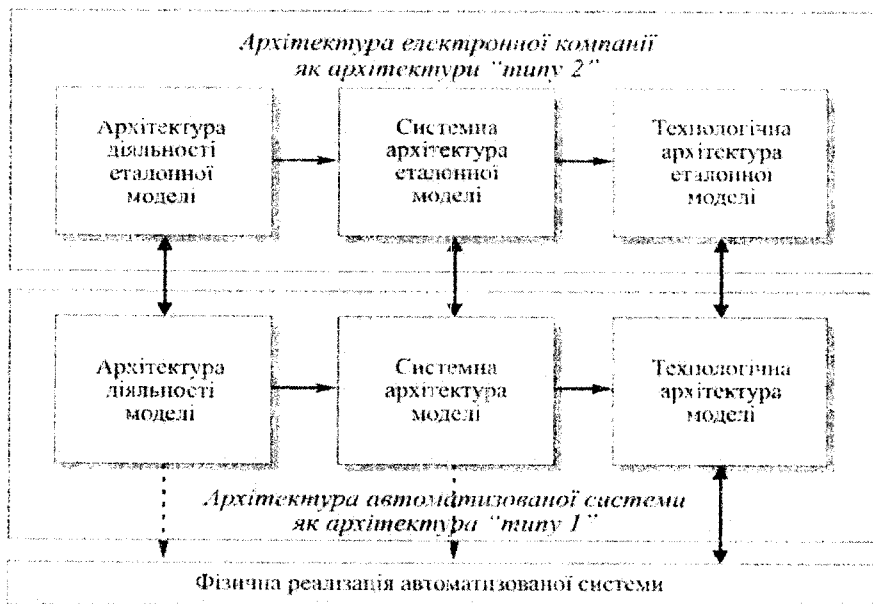 Архітектура електронної компанії
як архітектури “типу 2”
Архітектура
діяльності
еталонної
моделі
Системна
архітектура
еталонної
моделі
Технологічна
архітектура
еталонної
моделі
Архітектура
діяльності
моделі
Системна
архітектура
моделі
Технологічна
архітектура
моделі
Архітектура автоматизованої системи
як архітектура “типу 1”
Фізична реалізація автоматизованої системи